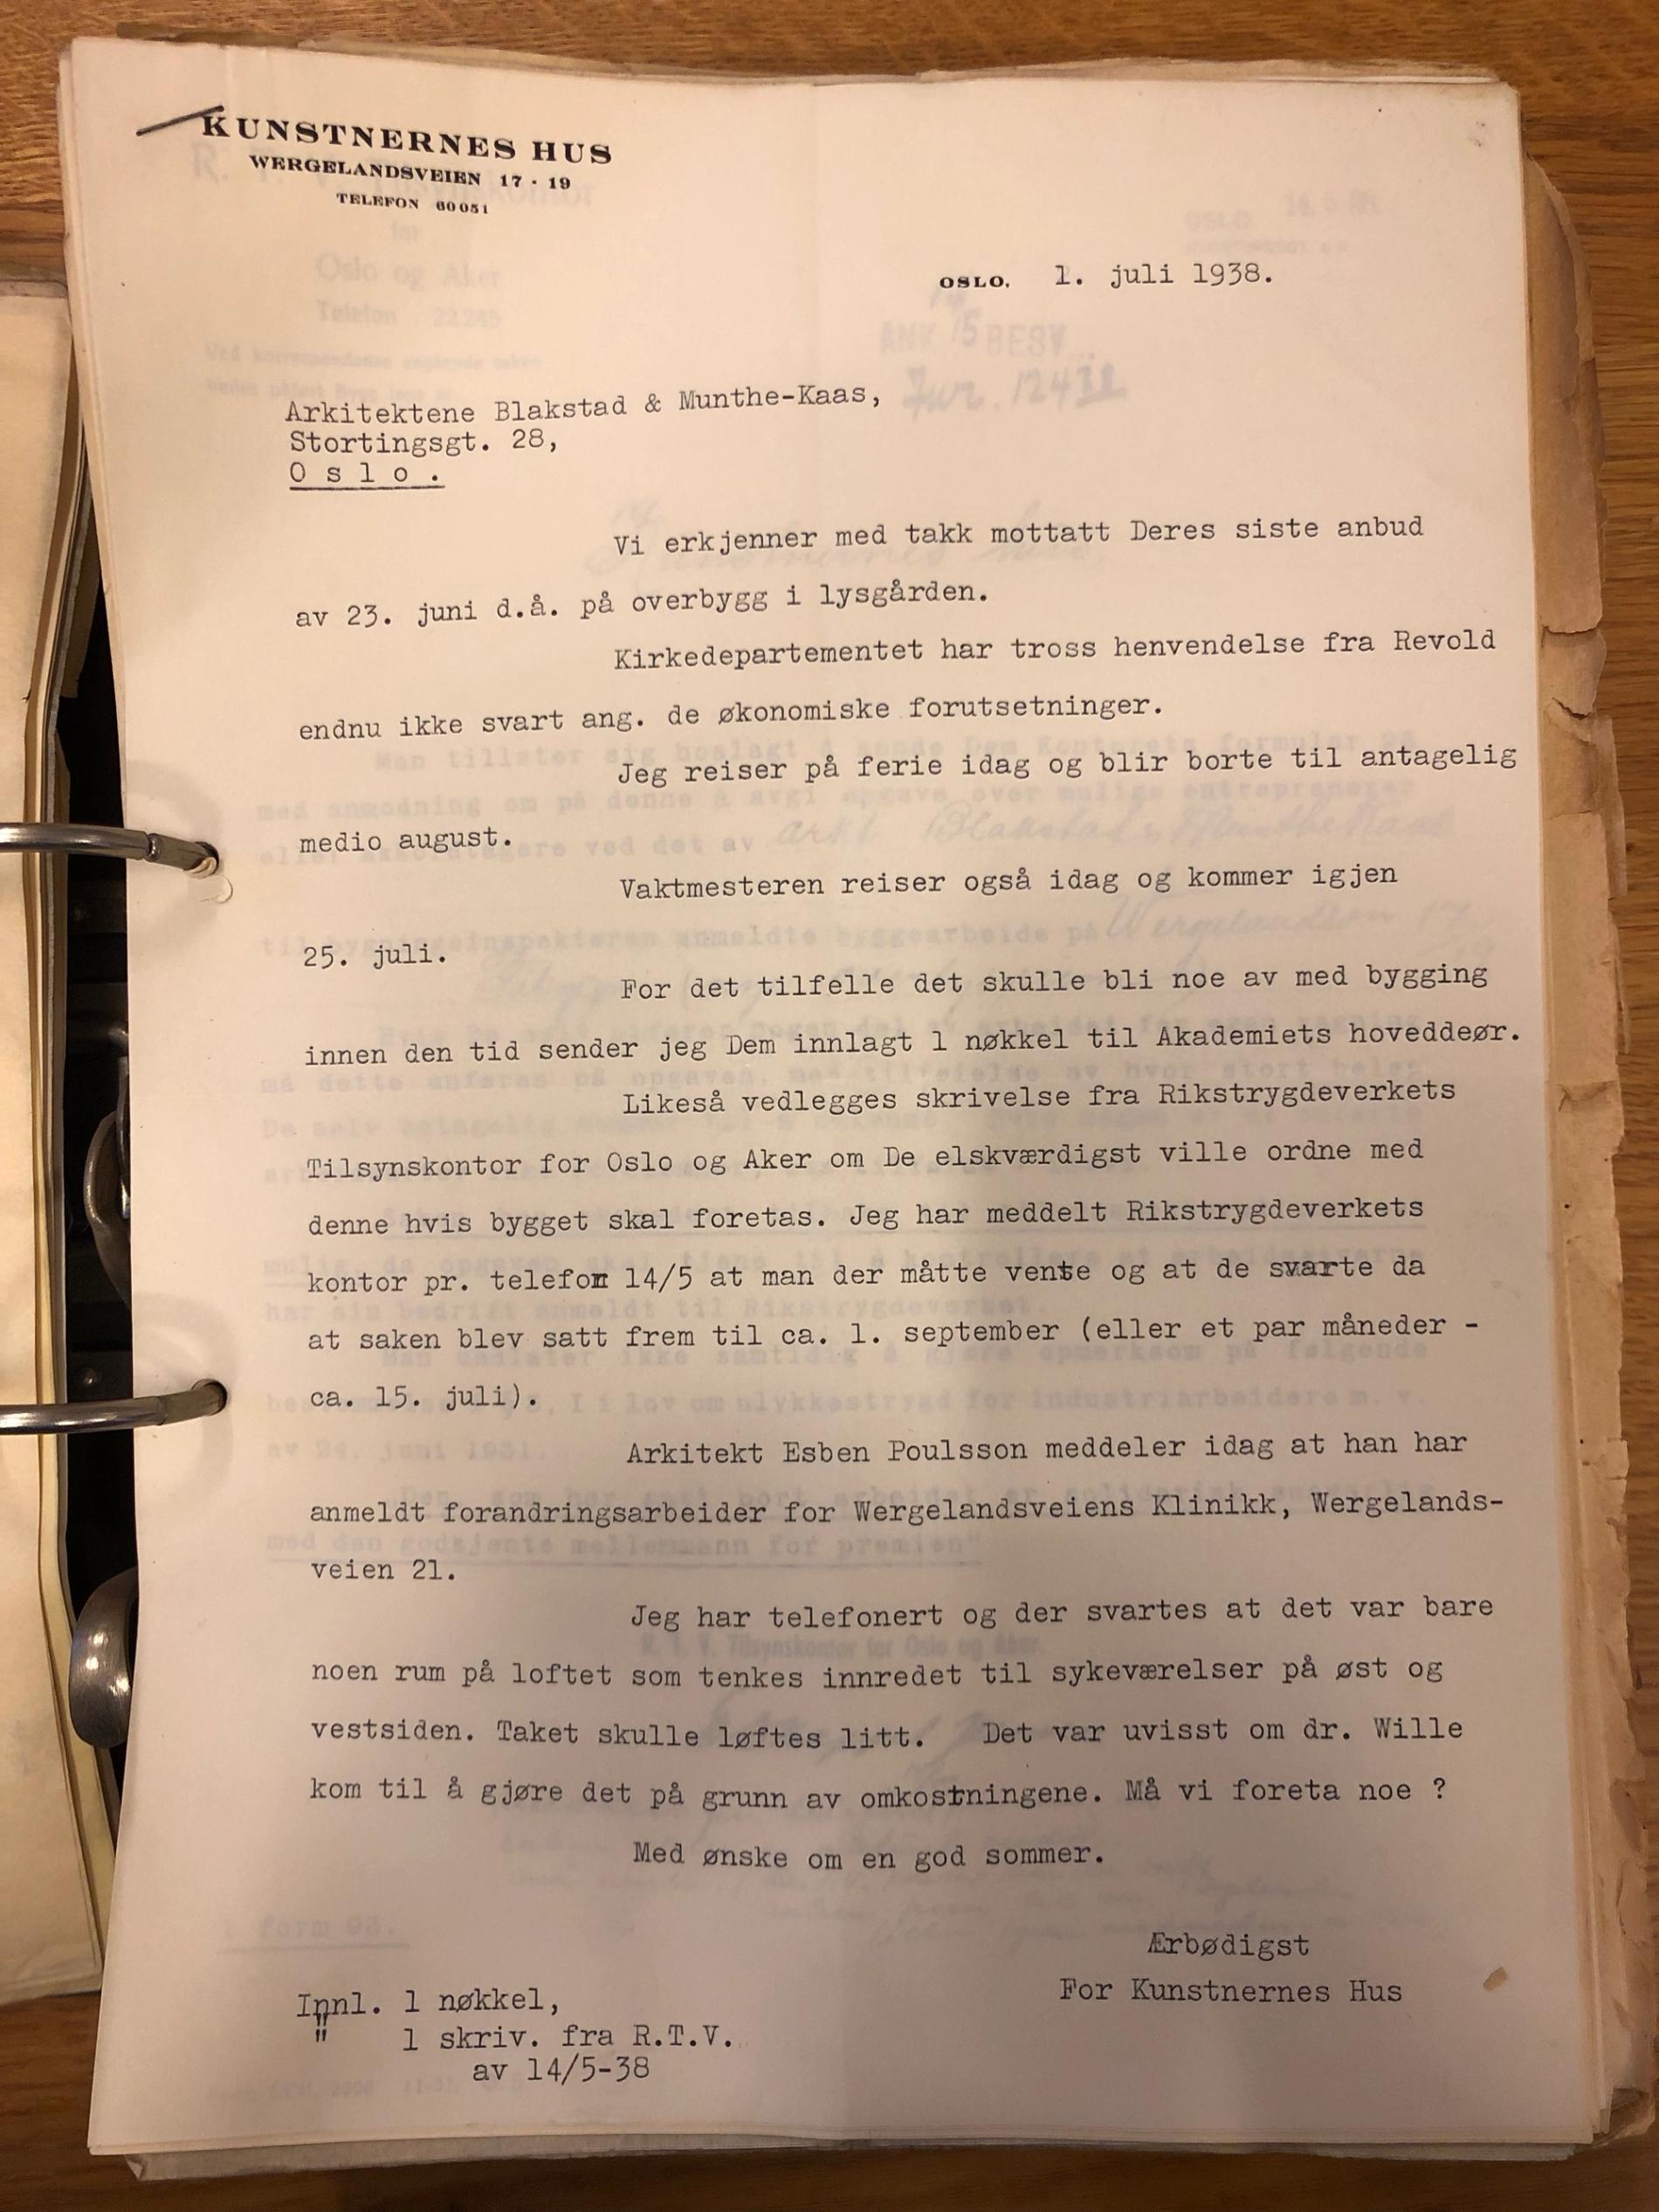 KUNSTNERNES HUS
WERGELANDSVEIEN 17 - 19
TELEFON 60051
OSLO, 1. juli 1938.
Arkitektene Blakstad & Munthe-Kaas,
Stortingsgt. 28,
O s l o .
Vi erkjenner med takk mottatt Deres siste anbud
av 23. juni d.å. på overbygg i lysgården.
Kirkedepartementet har tross henvendelse fra Revold
endnu ikke svart ang. de økonomiske forutsetninger.
Jeg reiser på ferie idag og blir borte til antagelig
medio august.
Vaktmesteren reiser også idag og kommer igjen
25. juli.
For det tilfelle det skulle bli noe av med bygging
innen den tid sender jeg Dem innlagt 1 nøkkel til Akademiets hoveddeør.
Likeså vedlegges skrivelse fra Rikstrygdeverkets
Tilsynskontor for Oslo og Aker om De elskværdigst ville ordne med
denne hvis bygget skal foretas. Jeg har meddelt Rikstrygdeverkets
kontor pr. telefon 14/5 at man der måtte vente og at de svarte da
at saken blev satt frem til ca. 1. september (eller et par måneder -
ca. 15. juli).
Arkitekt Esben Poulsson meddeler idag at han har
anmeldt forandringsarbeider for Wergelandsveiens Klinikk, Wergelands-
veien 21.
Jeg har telefonert og der svartes at det var bare
noen rum på loftet som tenkes innredet til sykeværelser på øst og
vestsiden. Taket skulle løftes litt. Det var uvisst om dr. Wille
kom til å gjøre det på grunn av omkostningene. Må vi foreta noe ?
Med ønske om en god sommer.
Ærbødigst
For Kunstnernes Hus
Innl. 1 nøkkel,
" 1 skriv. fra R.T.V.
av 14/5-38